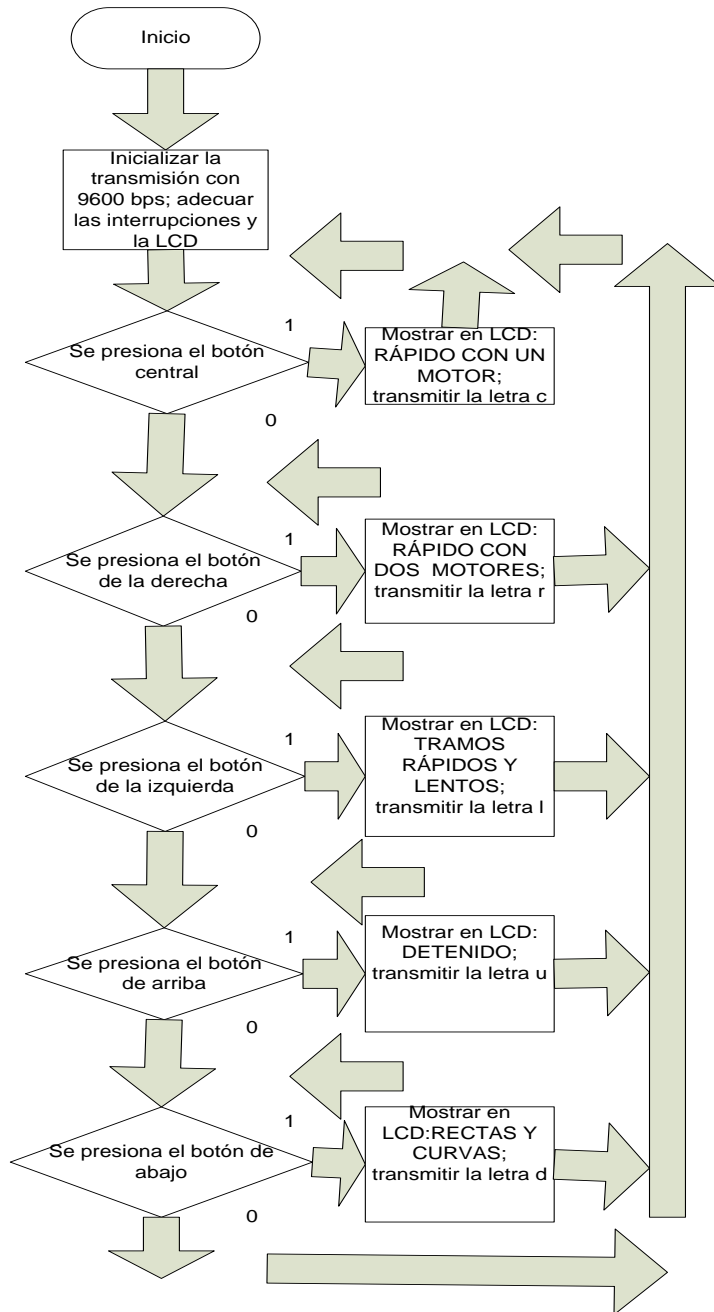 Inicio
Inicializar la
transmisión con
9600 bps; adecuar
las interrupciones y
la LCD
Se presiona el botón
central
1
0
Mostrar en LCD:
RÁPIDO CON UN
MOTOR;
transmitir la letra c
Se presiona el botón
de la derecha
1
0
Mostrar en LCD:
RÁPIDO CON
DOS MOTORES;
transmitir la letra r
Se presiona el botón
de la izquierda
1
0
Mostrar en LCD:
TRAMOS
RÁPIDOS Y
LENTOS;
transmitir la letra l
Se presiona el botón
de arriba
1
0
Mostrar en LCD:
DETENIDO;
transmitir la letra u
Se presiona el botón de
abajo
1
0
Mostrar en
LCD:RECTAS Y
CURVAS;
transmitir la letra d